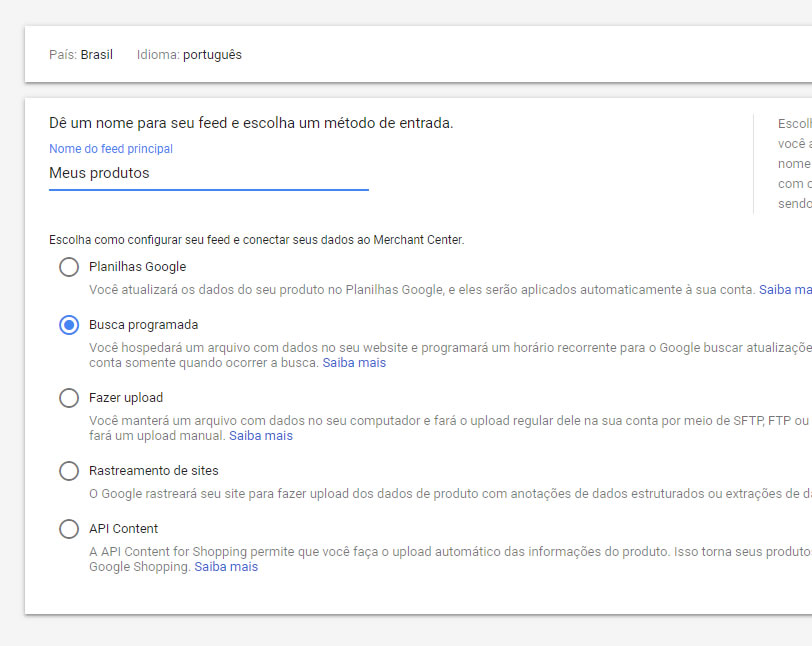 País: Brasil Idioma: português
Dê um nome para seu feed e escolha um método de entrada.
Nome do feed principal
Meus produtos
Escolh
você a
nome
com o
sendo
Escolha como configurar seu feed e conectar seus dados ao Merchant Center.
Planilhas Google
Você atualizará os dados do seu produto no Planilhas Google, e eles serão aplicados automaticamente à sua conta. Saiba ma
Busca programada
Você hospedará um arquivo com dados no seu website e programará um horário recorrente para o Google buscar atualizaçõe
conta somente quando ocorrer a busca. Saiba mais
Fazer upload
Você manterá um arquivo com dados no seu computador e fará o upload regular dele na sua conta por meio de SFTP, FTP ou
fará um upload manual. Saiba mais
Rastreamento de sites
O Google rastreará seu site para fazer upload dos dados de produto com anotações de dados estruturados ou extrações de da
API Content
A API Content for Shopping permite que você faça o upload automático das informações do produto. Isso torna seus produto
Google Shopping. Saiba mais